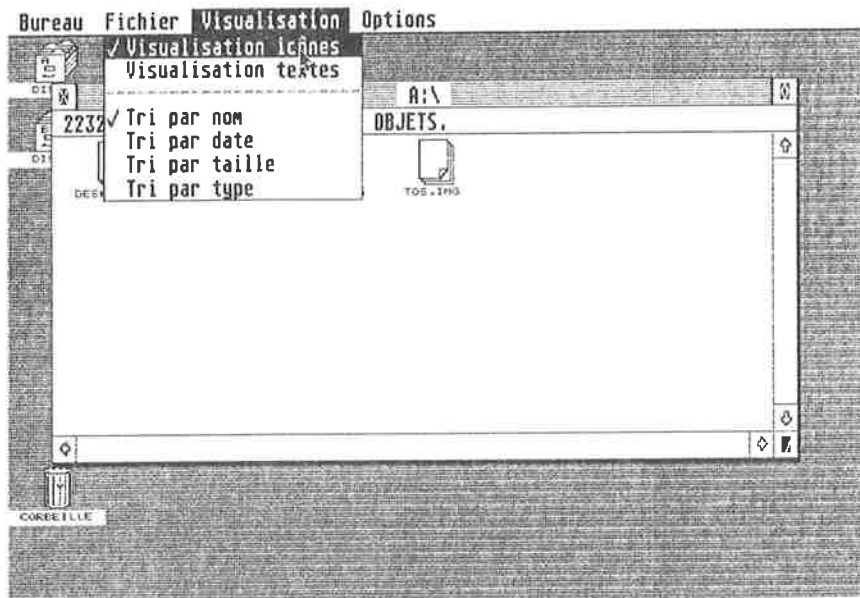 Bureau Fichier Visualisation Options
✓ Visualisation icônes
Visualisation textes
✓ Tri par nom
Tri par date
Tri par taille
Tri par type
A:\
2232 OBJETS.
TOS.IMG
CORBEILLE